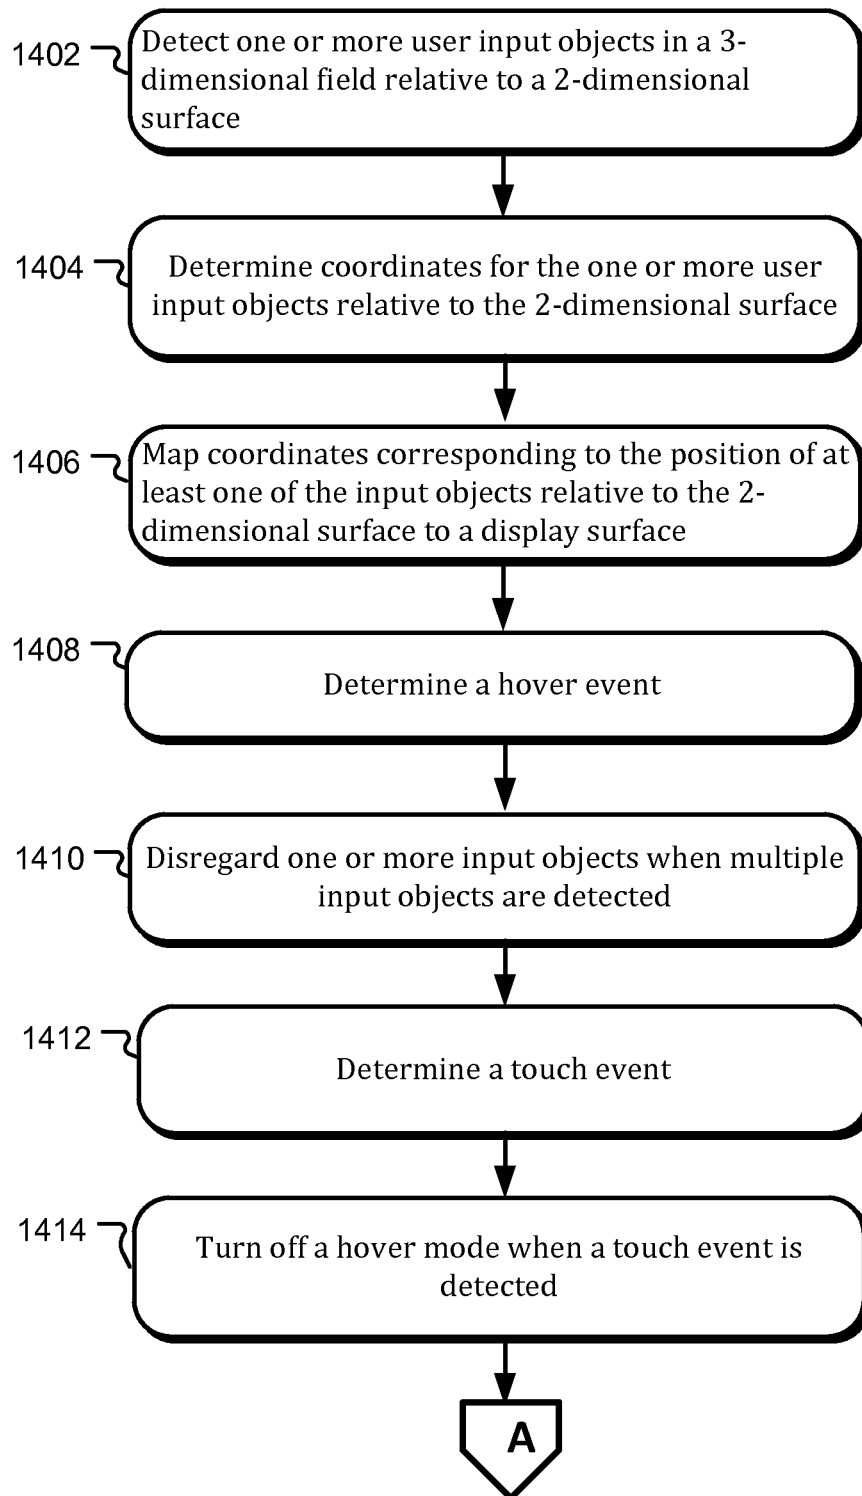 1402
Detect one or more user input objects in a 3-
dimensional field relative to a 2-dimensional
surface
1404
Determine coordinates for the one or more user
input objects relative to the 2-dimensional surface
1406
Map coordinates corresponding to the position of at
least one of the input objects relative to the 2-
dimensional surface to a display surface
1408
Determine a hover event
1410
Disregard one or more input objects when multiple
input objects are detected
1412
Determine a touch event
1414
Turn off a hover mode when a touch event is
detected
A